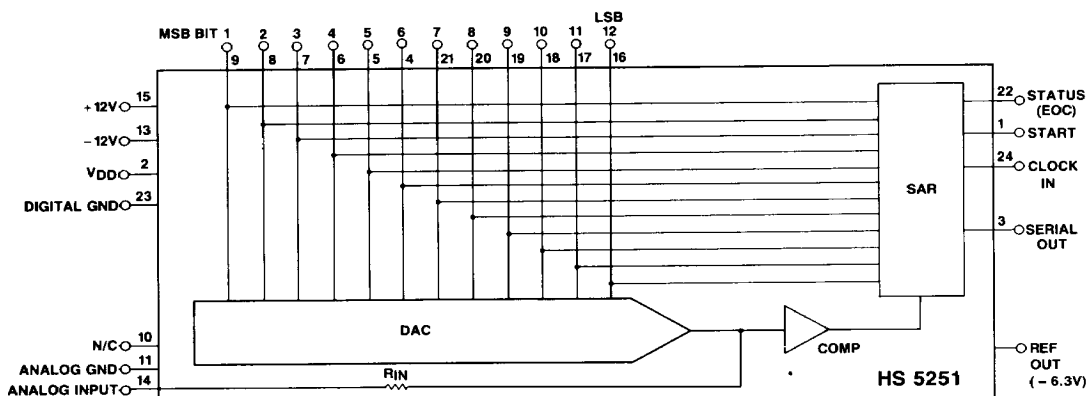 LSB
MSB BIT 1 2 3 4 5 6 7 8 9 10 11 12
9 8 7 6 5 4 21 20 19 18 17 16
+12V 15
−12V 13
VDD 2
DIGITAL GND 23
N/C 10
ANALOG GND 11
ANALOG INPUT 14
RIN
DAC
COMP
SAR
22 STATUS
(EOC)
1 START
24 CLOCK
IN
3 SERIAL
OUT
REF
OUT
(−6.3V)
HS 5251